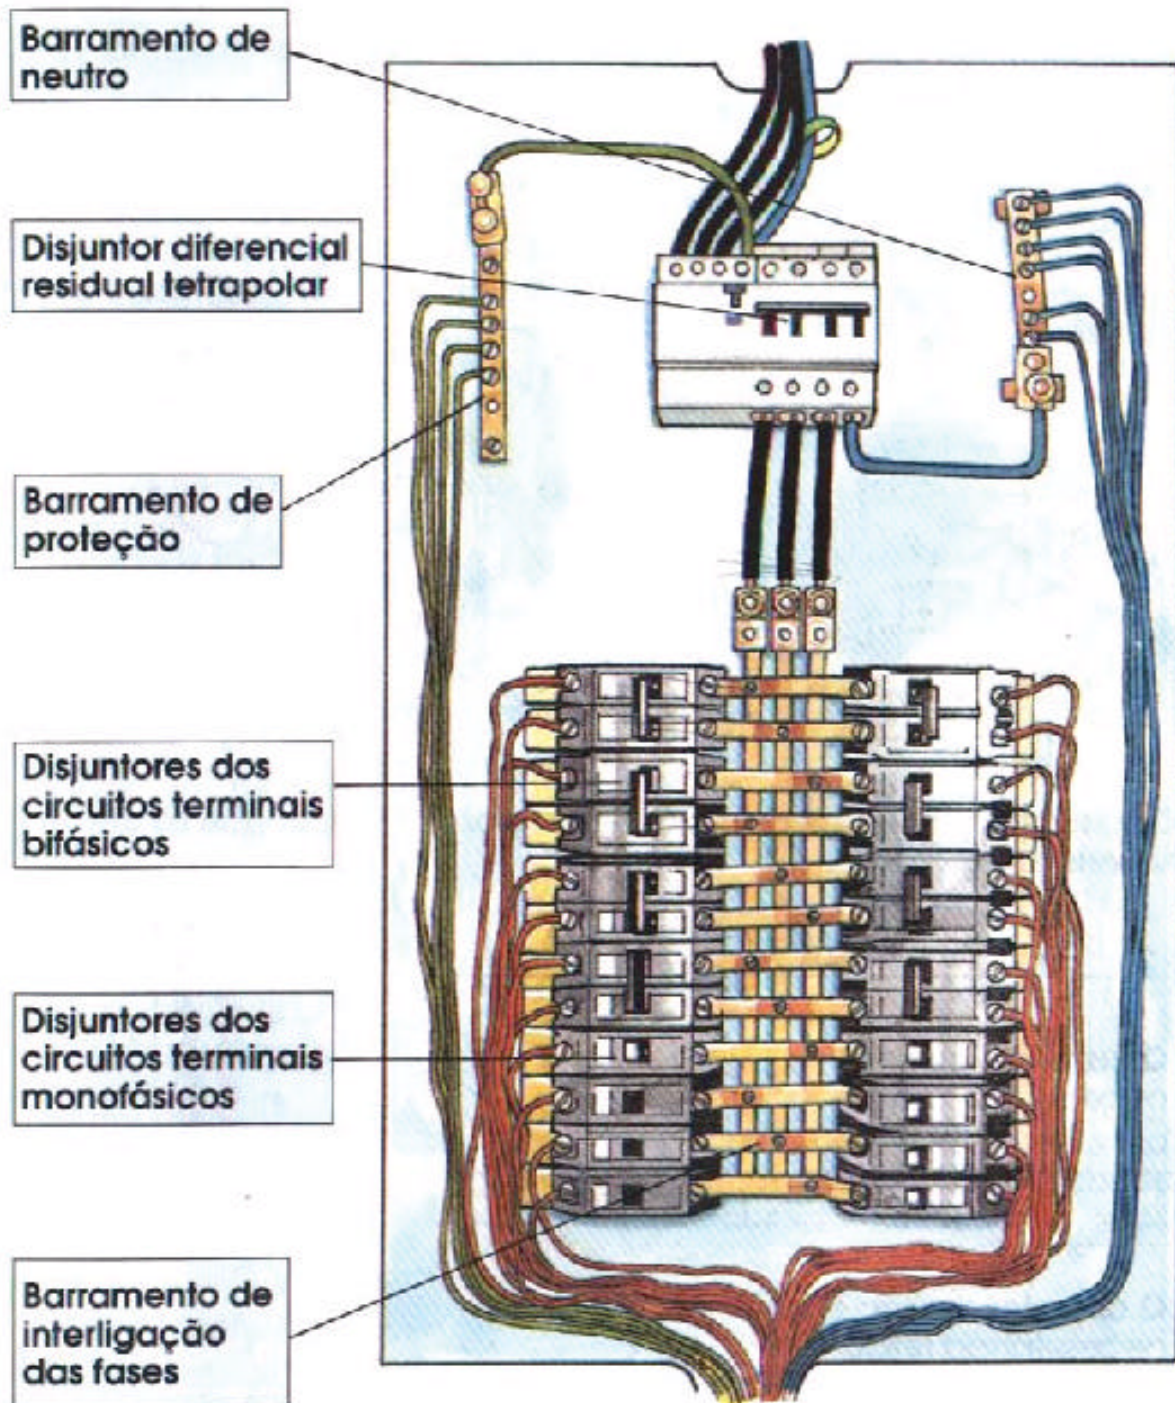 Barramento de
neutro
Disjuntor diferencial
residual tetrapolar
Barramento de
proteção
Disjuntores dos
circuitos terminais
bifásicos
Disjuntores dos
circuitos terminais
monofásicos
Barramento de
interligação
das fases